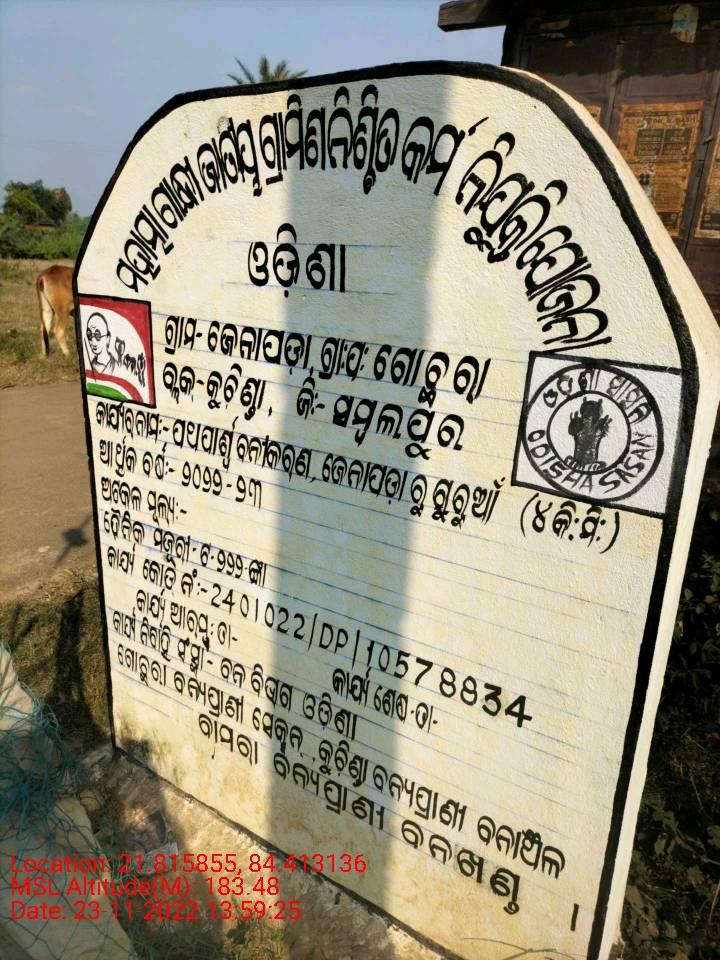 ମହାତ୍ମା ଗାନ୍ଧୀ ଜାତୀୟ ଗ୍ରାମିଣ ନିଶ୍ଚିତ କର୍ମ ନିଯୁକ୍ତି ଯୋଜନା
ଓଡ଼ିଶା
ଗ୍ରାମ- ଜେନାପଡ଼ା, ଗ୍ରା:ପ: ଗୋଚ୍ଛରା
ବ୍ଲକ-କୁଚିଣ୍ଡା, ଜି:- ସମ୍ବଲପୁର
ଓଡ଼ିଶା ଶାସନ
ODISHA SASAN
କାର୍ଯ୍ୟରନାମ:- ପଥପାର୍ଶ୍ଵ ବନୀକରଣ, ଜେନାପଡ଼ା ରୁ ଗୁରୁଆଁ (୪ କି:ମି:)
ଆର୍ଥିକ ବର୍ଷ:- ୨୦୨୨-୨୩
ଅଟକଳ ମୂଲ୍ୟ:-
ଦୈନିକ ମଜୁରୀ- ଟ-୨୨୨-ଙ୍କା
କାର୍ଯ୍ୟ କୋଡ଼ ନଂ:- 2401022/DP/10578834
କାର୍ଯ୍ୟ ଆରମ୍ଭ:ତା- କାର୍ଯ୍ୟ ଶେଷ-ତା-
କାର୍ଯ୍ୟ ନିର୍ବାହି ସଂସ୍ଥା- ବନ ବିଭାଗ ଓଡ଼ିଶା
ଗୋଚ୍ଛରା ବନ୍ୟପ୍ରାଣୀ ସେକ୍ସନ, କୁଚିଣ୍ଡା ବନ୍ୟପ୍ରାଣୀ ବନାଞ୍ଚଳ
ବାମରା ବନ୍ୟପ୍ରାଣୀ ବନଖଣ୍ଡ ।
Location: 21.815855, 84.413136
MSL Altitude(M): 183.48
Date: 23-11-2022 13:59:25